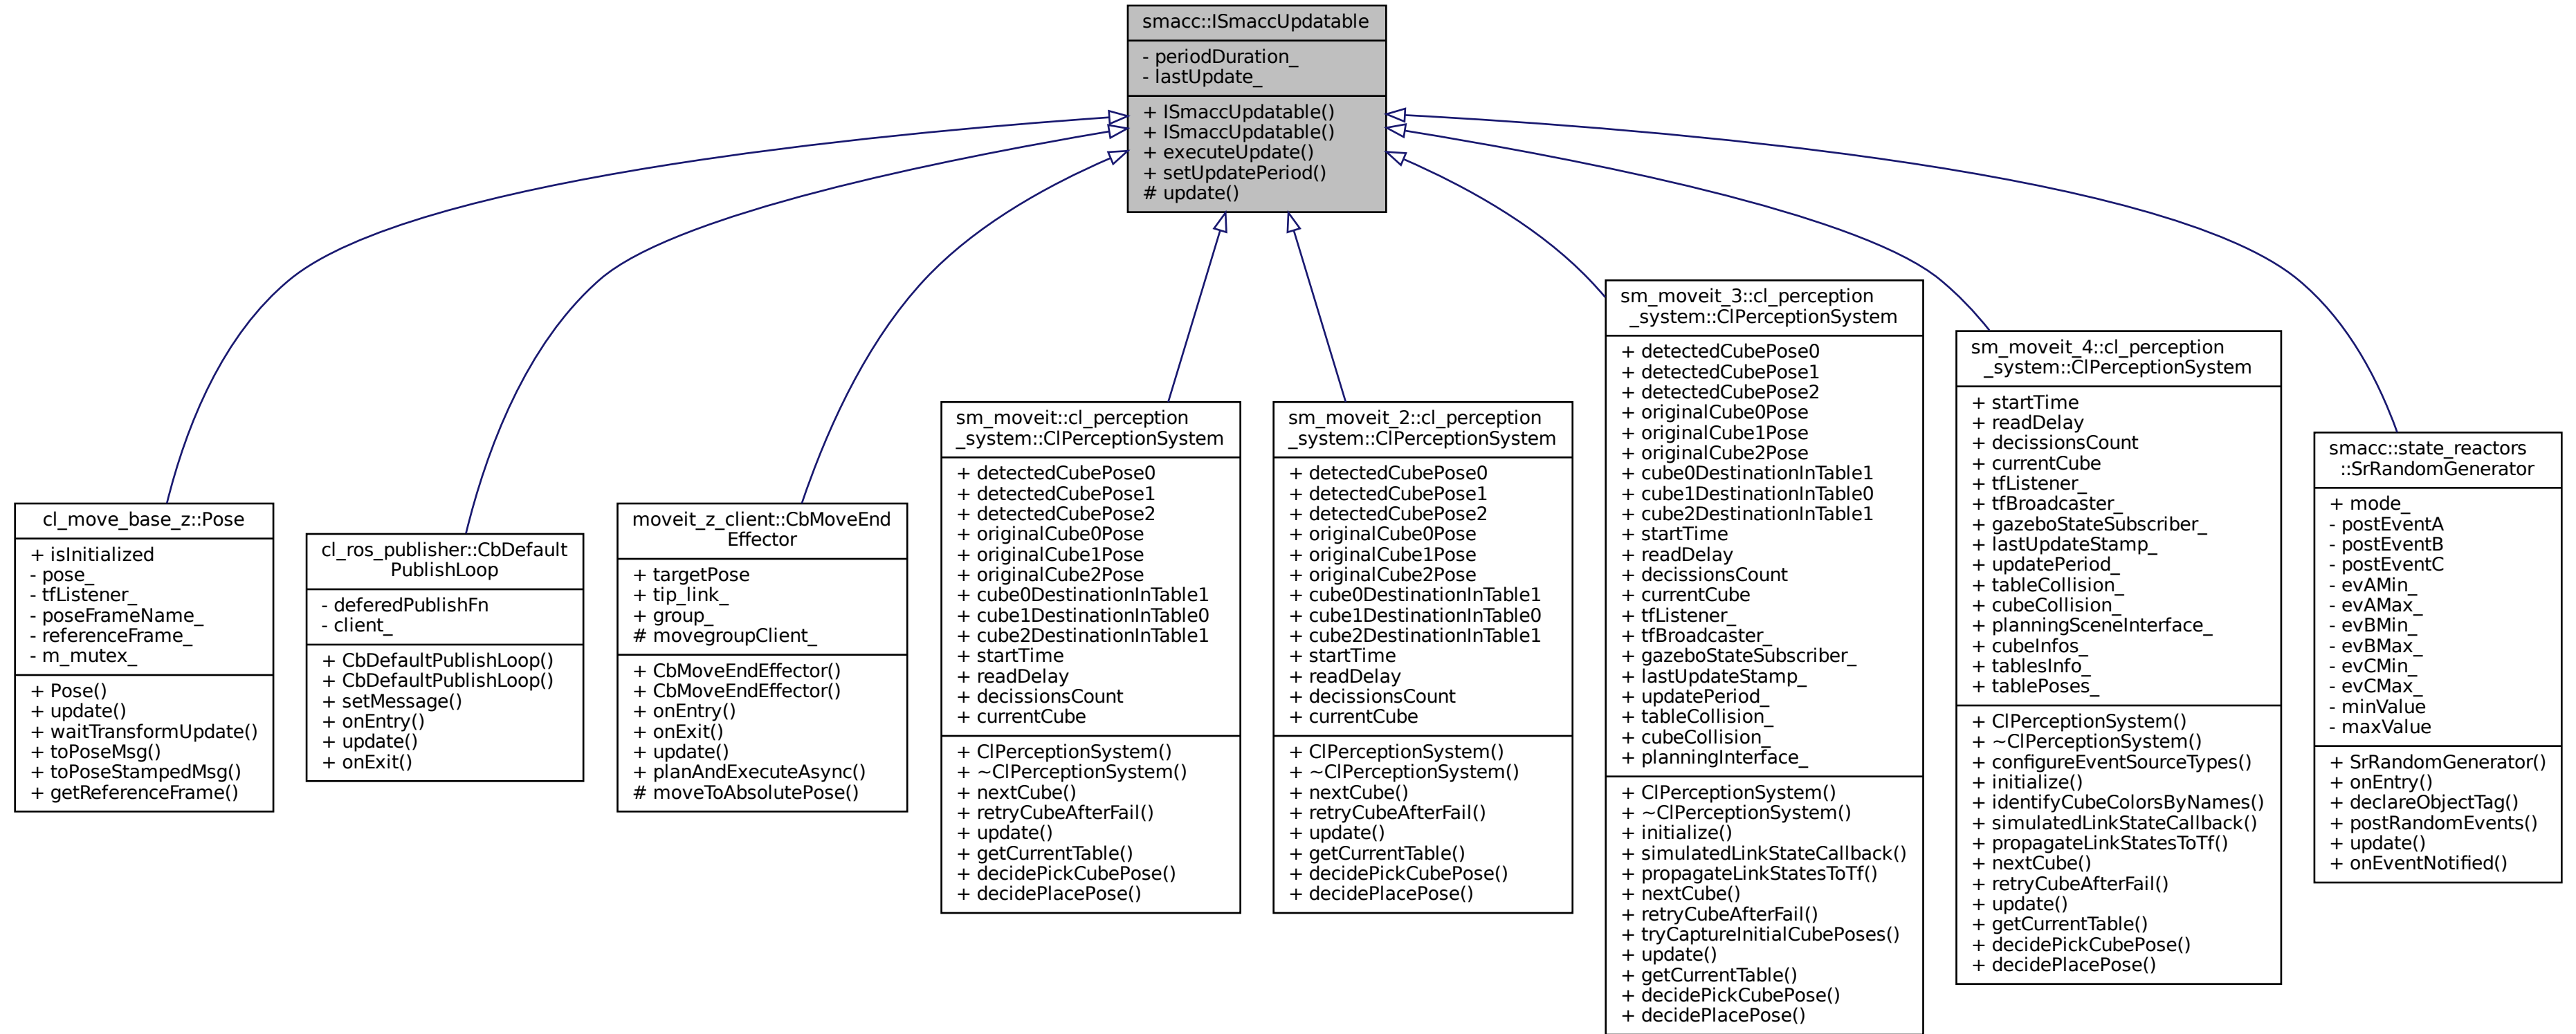 smacc::ISmaccUpdatable
- periodDuration_
- lastUpdate_
+ ISmaccUpdatable()
+ ISmaccUpdatable()
+ executeUpdate()
+ setUpdatePeriod()
# update()
cl_move_base_z::Pose
+ isInitialized
- pose_
- tfListener_
- poseFrameName_
- referenceFrame_
- m_mutex_
+ Pose()
+ update()
+ waitTransformUpdate()
+ toPoseMsg()
+ toPoseStampedMsg()
+ getReferenceFrame()
cl_ros_publisher::CbDefault
PublishLoop
- deferedPublishFn
- client_
+ CbDefaultPublishLoop()
+ CbDefaultPublishLoop()
+ setMessage()
+ onEntry()
+ update()
+ onExit()
moveit_z_client::CbMoveEnd
Effector
+ targetPose
+ tip_link_
+ group_
# movegroupClient_
+ CbMoveEndEffector()
+ CbMoveEndEffector()
+ onEntry()
+ onExit()
+ update()
+ planAndExecuteAsync()
# moveToAbsolutePose()
sm_moveit::cl_perception
_system::ClPerceptionSystem
+ detectedCubePose0
+ detectedCubePose1
+ detectedCubePose2
+ originalCube0Pose
+ originalCube1Pose
+ originalCube2Pose
+ cube0DestinationInTable1
+ cube1DestinationInTable0
+ cube2DestinationInTable1
+ startTime
+ readDelay
+ decissionsCount
+ currentCube
+ ClPerceptionSystem()
+ ~ClPerceptionSystem()
+ nextCube()
+ retryCubeAfterFail()
+ update()
+ getCurrentTable()
+ decidePickCubePose()
+ decidePlacePose()
sm_moveit_2::cl_perception
_system::ClPerceptionSystem
+ detectedCubePose0
+ detectedCubePose1
+ detectedCubePose2
+ originalCube0Pose
+ originalCube1Pose
+ originalCube2Pose
+ cube0DestinationInTable1
+ cube1DestinationInTable0
+ cube2DestinationInTable1
+ startTime
+ readDelay
+ decissionsCount
+ currentCube
+ ClPerceptionSystem()
+ ~ClPerceptionSystem()
+ nextCube()
+ retryCubeAfterFail()
+ update()
+ getCurrentTable()
+ decidePickCubePose()
+ decidePlacePose()
sm_moveit_3::cl_perception
_system::ClPerceptionSystem
+ detectedCubePose0
+ detectedCubePose1
+ detectedCubePose2
+ originalCube0Pose
+ originalCube1Pose
+ originalCube2Pose
+ cube0DestinationInTable1
+ cube1DestinationInTable0
+ cube2DestinationInTable1
+ startTime
+ readDelay
+ decissionsCount
+ currentCube
+ tfListener_
+ tfBroadcaster_
+ gazeboStateSubscriber_
+ lastUpdateStamp_
+ updatePeriod_
+ tableCollision_
+ cubeCollision_
+ planningInterface_
+ ClPerceptionSystem()
+ ~ClPerceptionSystem()
+ initialize()
+ simulatedLinkStateCallback()
+ propagateLinkStatesToTf()
+ nextCube()
+ retryCubeAfterFail()
+ tryCaptureInitialCubePoses()
+ update()
+ getCurrentTable()
+ decidePickCubePose()
+ decidePlacePose()
sm_moveit_4::cl_perception
_system::ClPerceptionSystem
+ startTime
+ readDelay
+ decissionsCount
+ currentCube
+ tfListener_
+ tfBroadcaster_
+ gazeboStateSubscriber_
+ lastUpdateStamp_
+ updatePeriod_
+ tableCollision_
+ cubeCollision_
+ planningSceneInterface_
+ cubeInfos_
+ tablesInfo_
+ tablePoses_
+ ClPerceptionSystem()
+ ~ClPerceptionSystem()
+ configureEventSourceTypes()
+ initialize()
+ identifyCubeColorsByNames()
+ simulatedLinkStateCallback()
+ propagateLinkStatesToTf()
+ nextCube()
+ retryCubeAfterFail()
+ update()
+ getCurrentTable()
+ decidePickCubePose()
+ decidePlacePose()
smacc::state_reactors
::SrRandomGenerator
+ mode_
- postEventA
- postEventB
- postEventC
- evAMin_
- evAMax_
- evBMin_
- evBMax_
- evCMin_
- evCMax_
- minValue
- maxValue
+ SrRandomGenerator()
+ onEntry()
+ declareObjectTag()
+ postRandomEvents()
+ update()
+ onEventNotified()